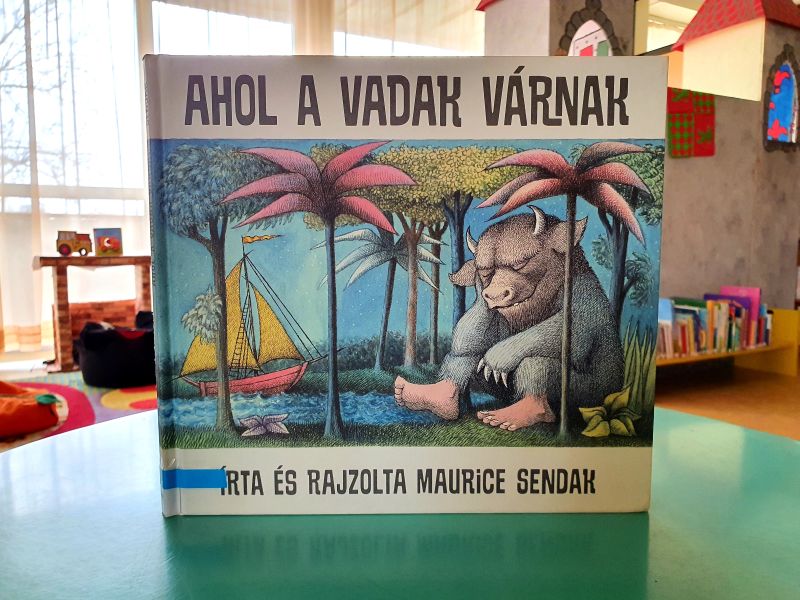 AHOL A VADAK VÁRNAK
ÍRTA ÉS RAJZOLTA MAURICE SENDAK